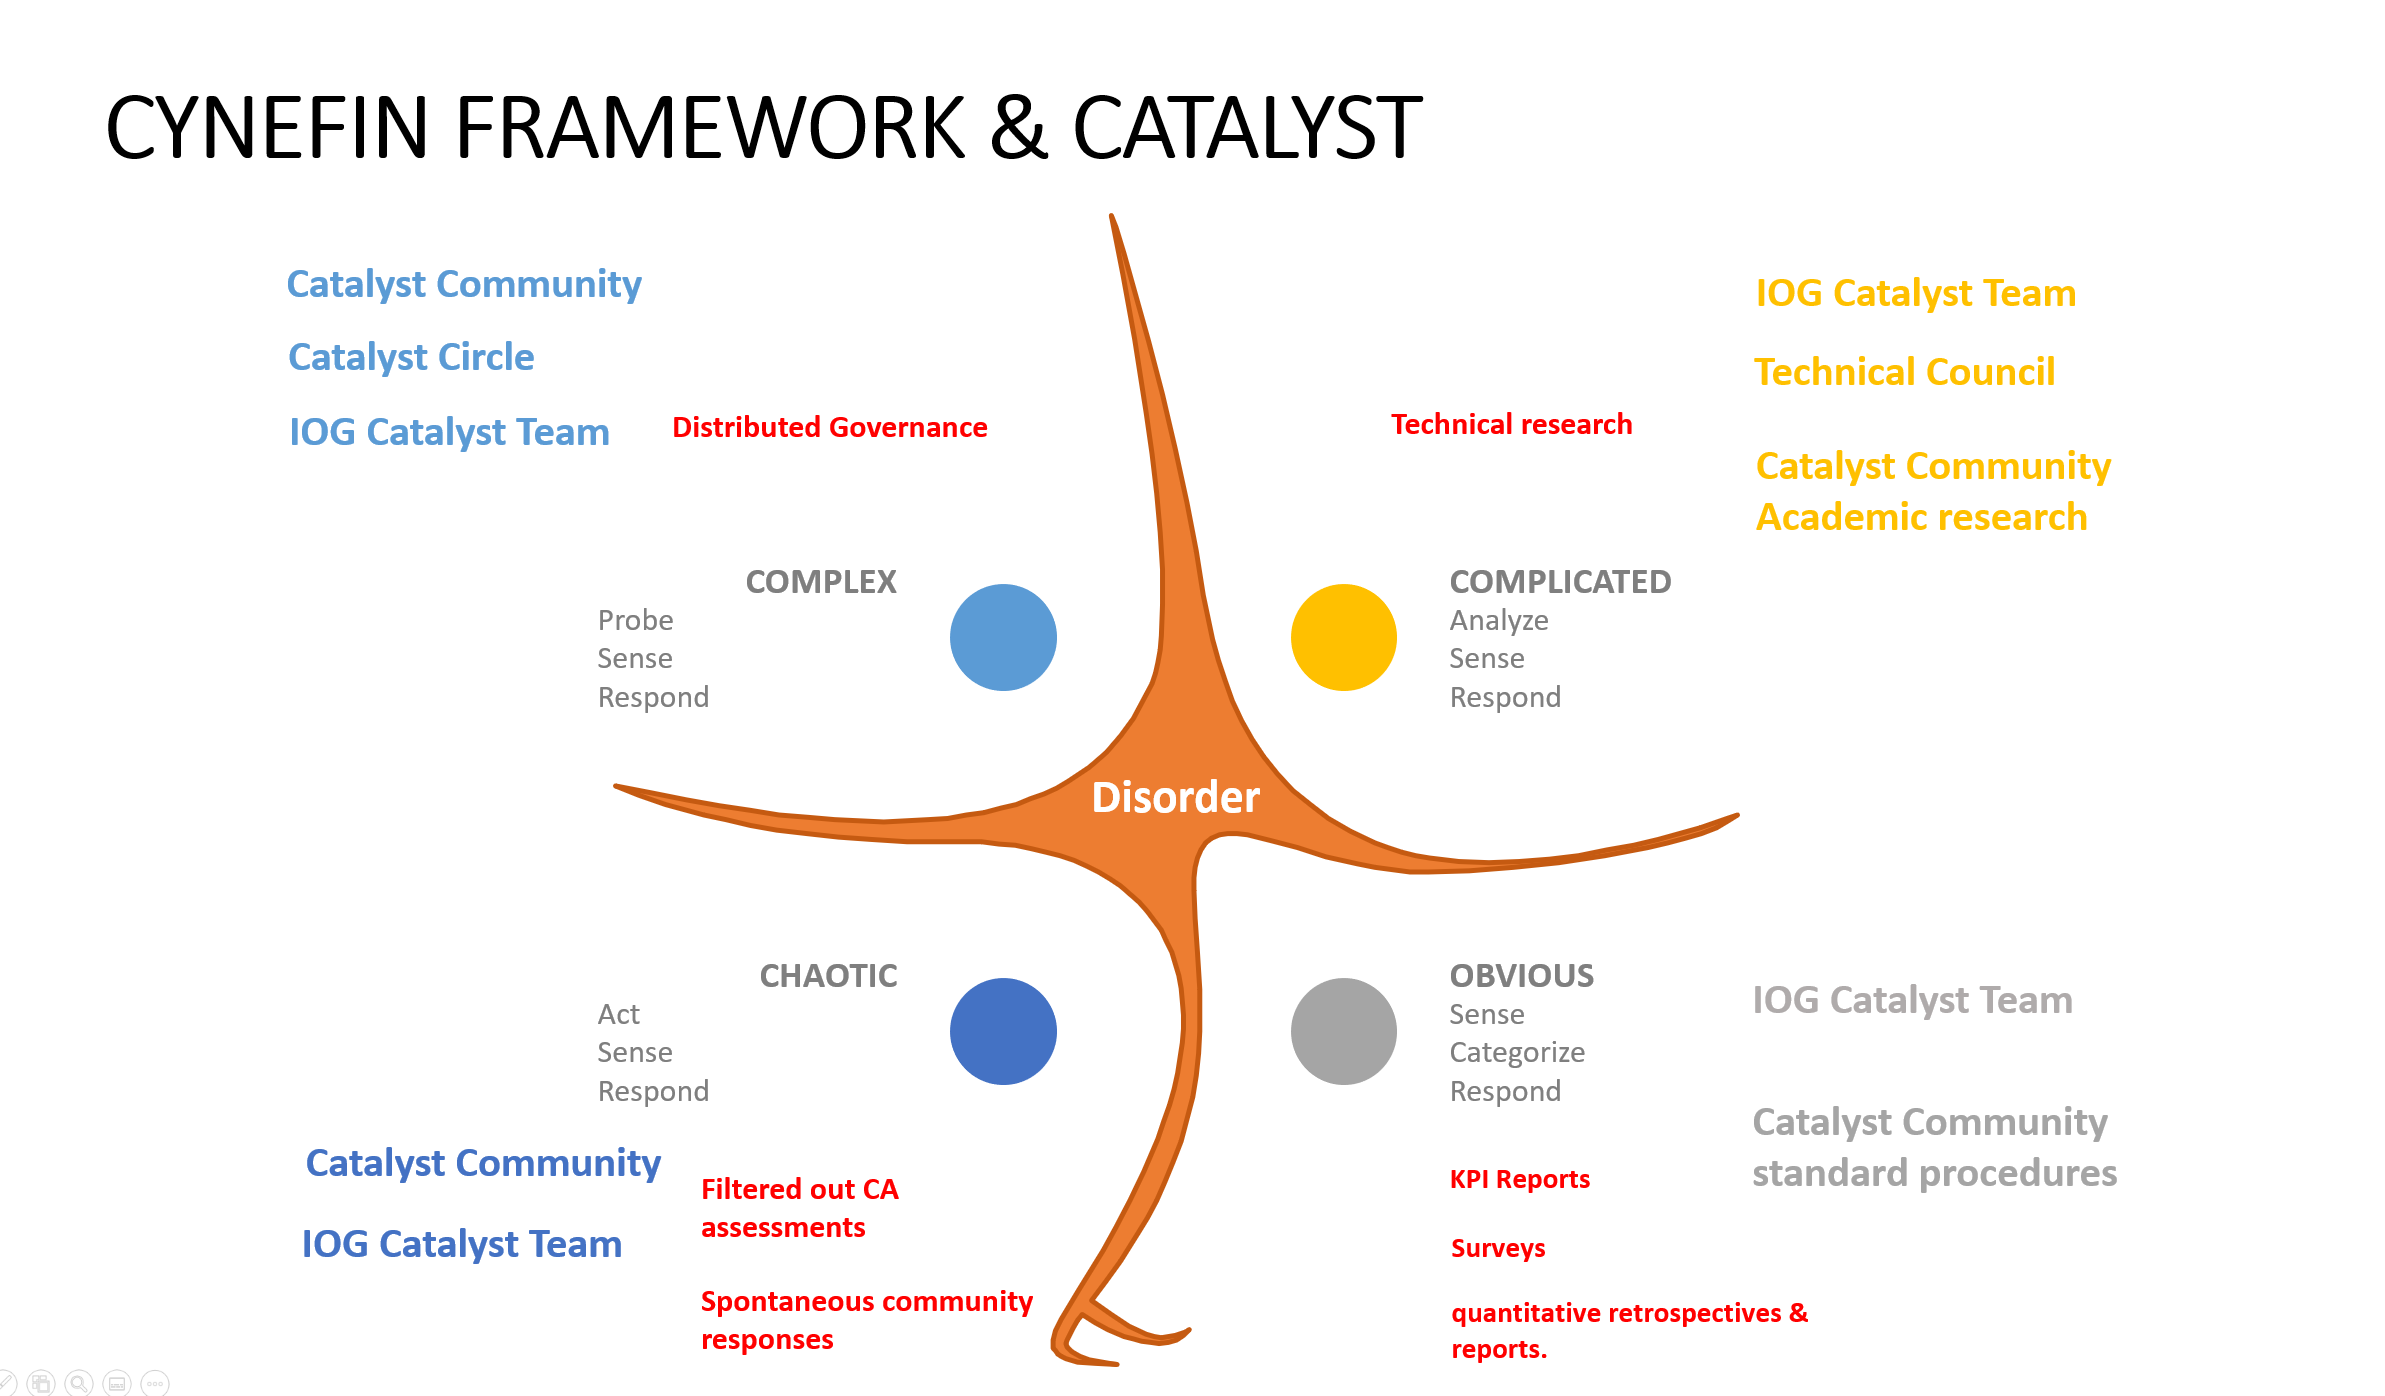 CYNEFIN FRAMEWORK & CATALYST
Catalyst Community
Catalyst Circle
IOG Catalyst Team
Distributed Governance
COMPLEX
Probe
Sense
Respond
Technical research
IOG Catalyst Team
Technical Council
Catalyst Community
Academic research
COMPLICATED
Analyze
Sense
Respond
Disorder
CHAOTIC
Act
Sense
Respond
Catalyst Community
IOG Catalyst Team
Filtered out CA
assessments
Spontaneous community
responses
OBVIOUS
Sense
Categorize
Respond
IOG Catalyst Team
Catalyst Community
standard procedures
KPI Reports
Surveys
quantitative retrospectives &
reports.